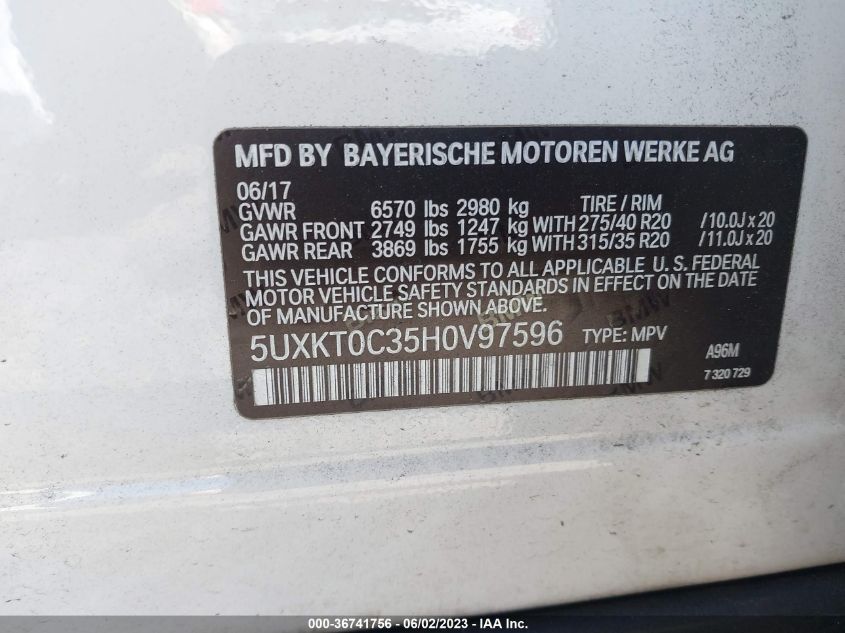 MFD BY BAYERISCHE MOTOREN WERKE AG
06/17 TIRE / RIM
GVWR 6570 lbs 2980 kg
GAWR FRONT 2749 lbs 1247 kg WITH 275/40 R20 /10.0J x 20
GAWR REAR 3869 lbs 1755 kg WITH 315/35 R20 /11.0J x 20
THIS VEHICLE CONFORMS TO ALL APPLICABLE U. S. FEDERAL
MOTOR VEHICLE SAFETY STANDARDS IN EFFECT ON THE DATE
OF MANUFACTURE SHOWN ABOVE.
5UXKT0C35H0V97596 TYPE: MPV A96M
7 320 729
000-36741756 - 06/02/2023 - www.iaai.com